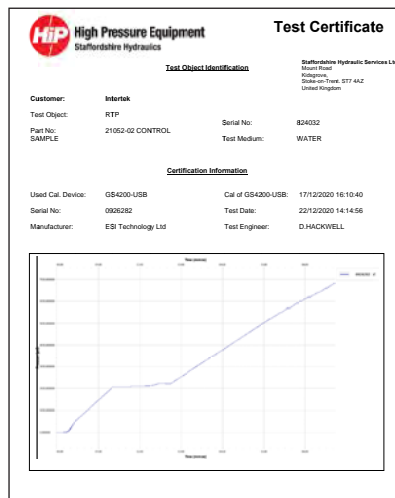 HiP High Pressure Equipment
Staffordshire Hydraulics
Test Certificate
Staffordshire Hydraulic Services Ltd
Mount Road
Kidsgrove,
Stoke-on-Trent. ST7 4AZ
United Kingdom
Test Object Identification
Customer: Intertek
Test Object: RTP
Serial No: 824032
Part No: 21052-02 CONTROL
SAMPLE
Test Medium: WATER
Certification Information
Used Cal. Device: GS4200-USB Cal of GS4200-USB: 17/12/2020 16:10:40
Serial No: 0926282 Test Date: 22/12/2020 14:14:56
Manufacturer: ESI Technology Ltd Test Engineer: D.HACKWELL